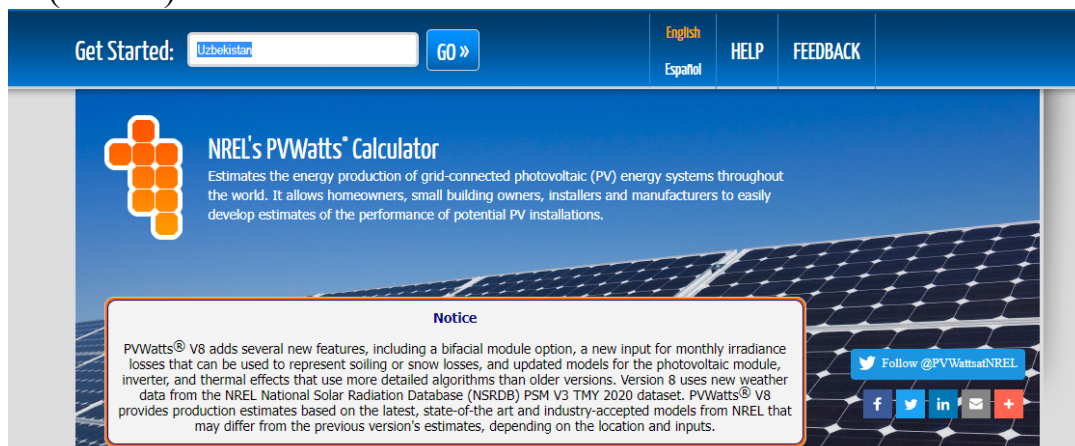 Get Started:
Uzbekistan
GO »
English
Español
HELP
FEEDBACK
NREL's PVWatts® Calculator
Estimates the energy production of grid-connected photovoltaic (PV) energy systems throughout
the world. It allows homeowners, small building owners, installers and manufacturers to easily
develop estimates of the performance of potential PV installations.
Notice
PVWatts® V8 adds several new features, including a bifacial module option, a new input for monthly irradiance
losses that can be used to represent soiling or snow losses, and updated models for the photovoltaic module,
inverter, and thermal effects that use more detailed algorithms than older versions. Version 8 uses new weather
data from the NREL National Solar Radiation Database (NSRDB) PSM V3 TMY 2020 dataset. PVWatts® V8
provides production estimates based on the latest, state-of-the art and industry-accepted models from NREL that
may differ from the previous version's estimates, depending on the location and inputs.
Follow @PVWattsatNREL